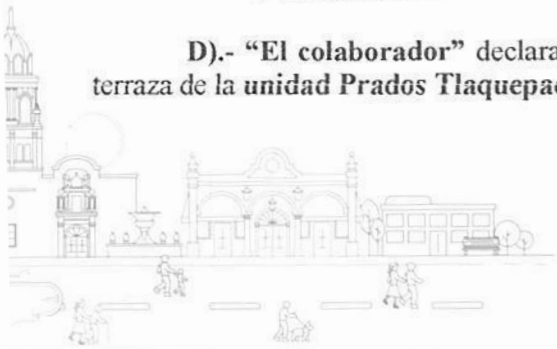 D).- “El colaborador” declara
terraza de la unidad Prados Tlaquepa